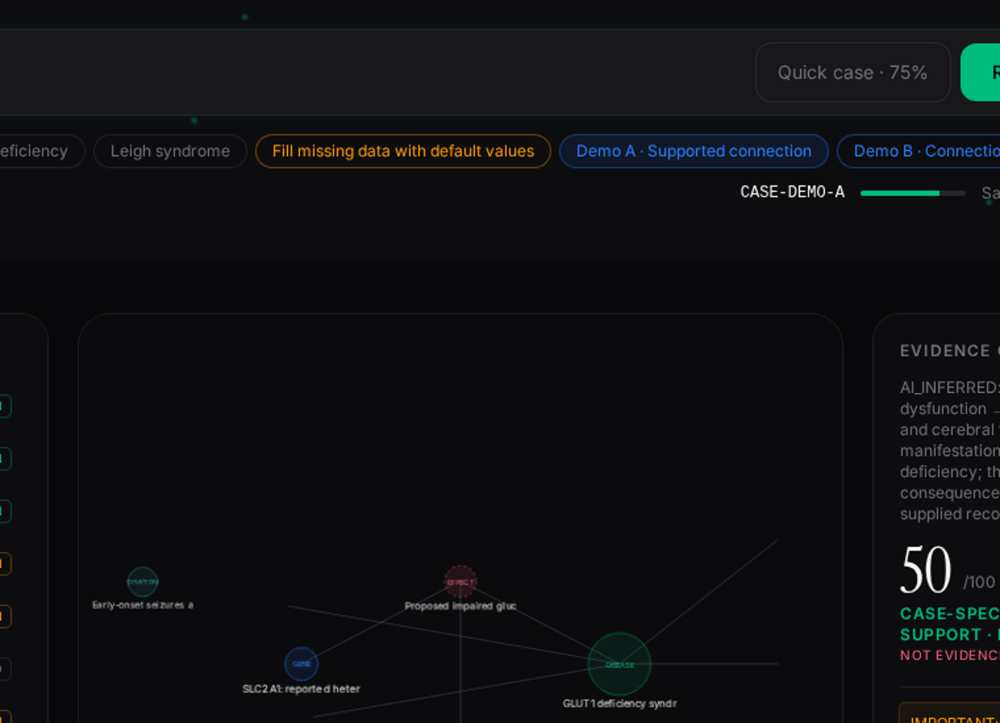 Quick case · 75%
eficiency
Leigh syndrome
Fill missing data with default values
Demo A · Supported connection
Demo B · Connectio
CASE-DEMO-A
Sa
EVIDENCE
AI_INFERRED:
dysfunction
and cerebral
manifestation
deficiency; th
consequence
supplied reco
50 /100
CASE-SPEC
SUPPORT ·
NOT EVIDENC
IMPORTANT:
SYMPTOM
Early-onset seizures a
EFFECT
Proposed impaired gluc
GENE
SLC2A1: reported heter
DISEASE
GLUT1 deficiency syndr